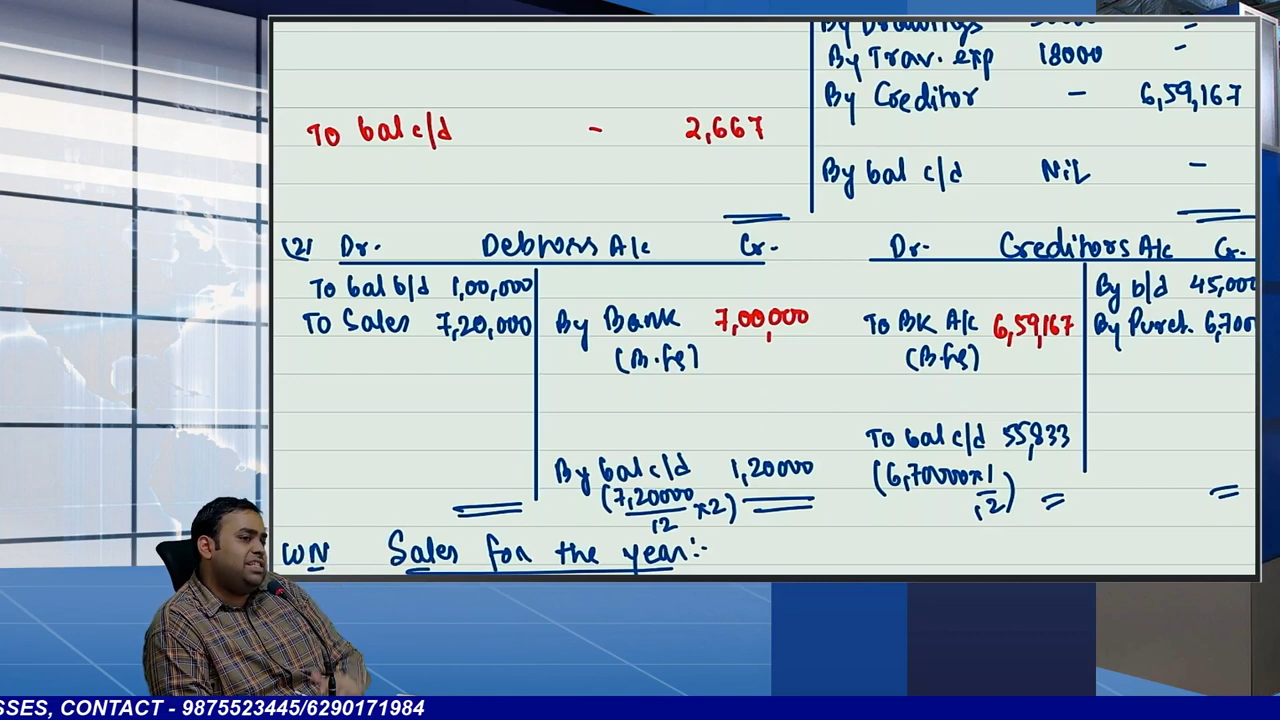 By Drawings
By Trav. exp 18000 -
By Creditor - 6,59,167
To bal c/d - 2,667
By bal c/d NiL -
(2) Dr. Debtors A/c Cr.
To bal b/d 1,00,000
To Sales 7,20,000 By Bank 7,00,000
(B.fg)
By bal c/d 1,20000
(7,20000/12 x2)
Dr. Creditors A/c Cr.
By b/d 45,000
To BK A/c 6,59,167 By Purch.
(B.fg)
To bal c/d 55,833
(6,70000x1/12)
WN Sales for the year:-
SSES, CONTACT - 9875523445/6290171984